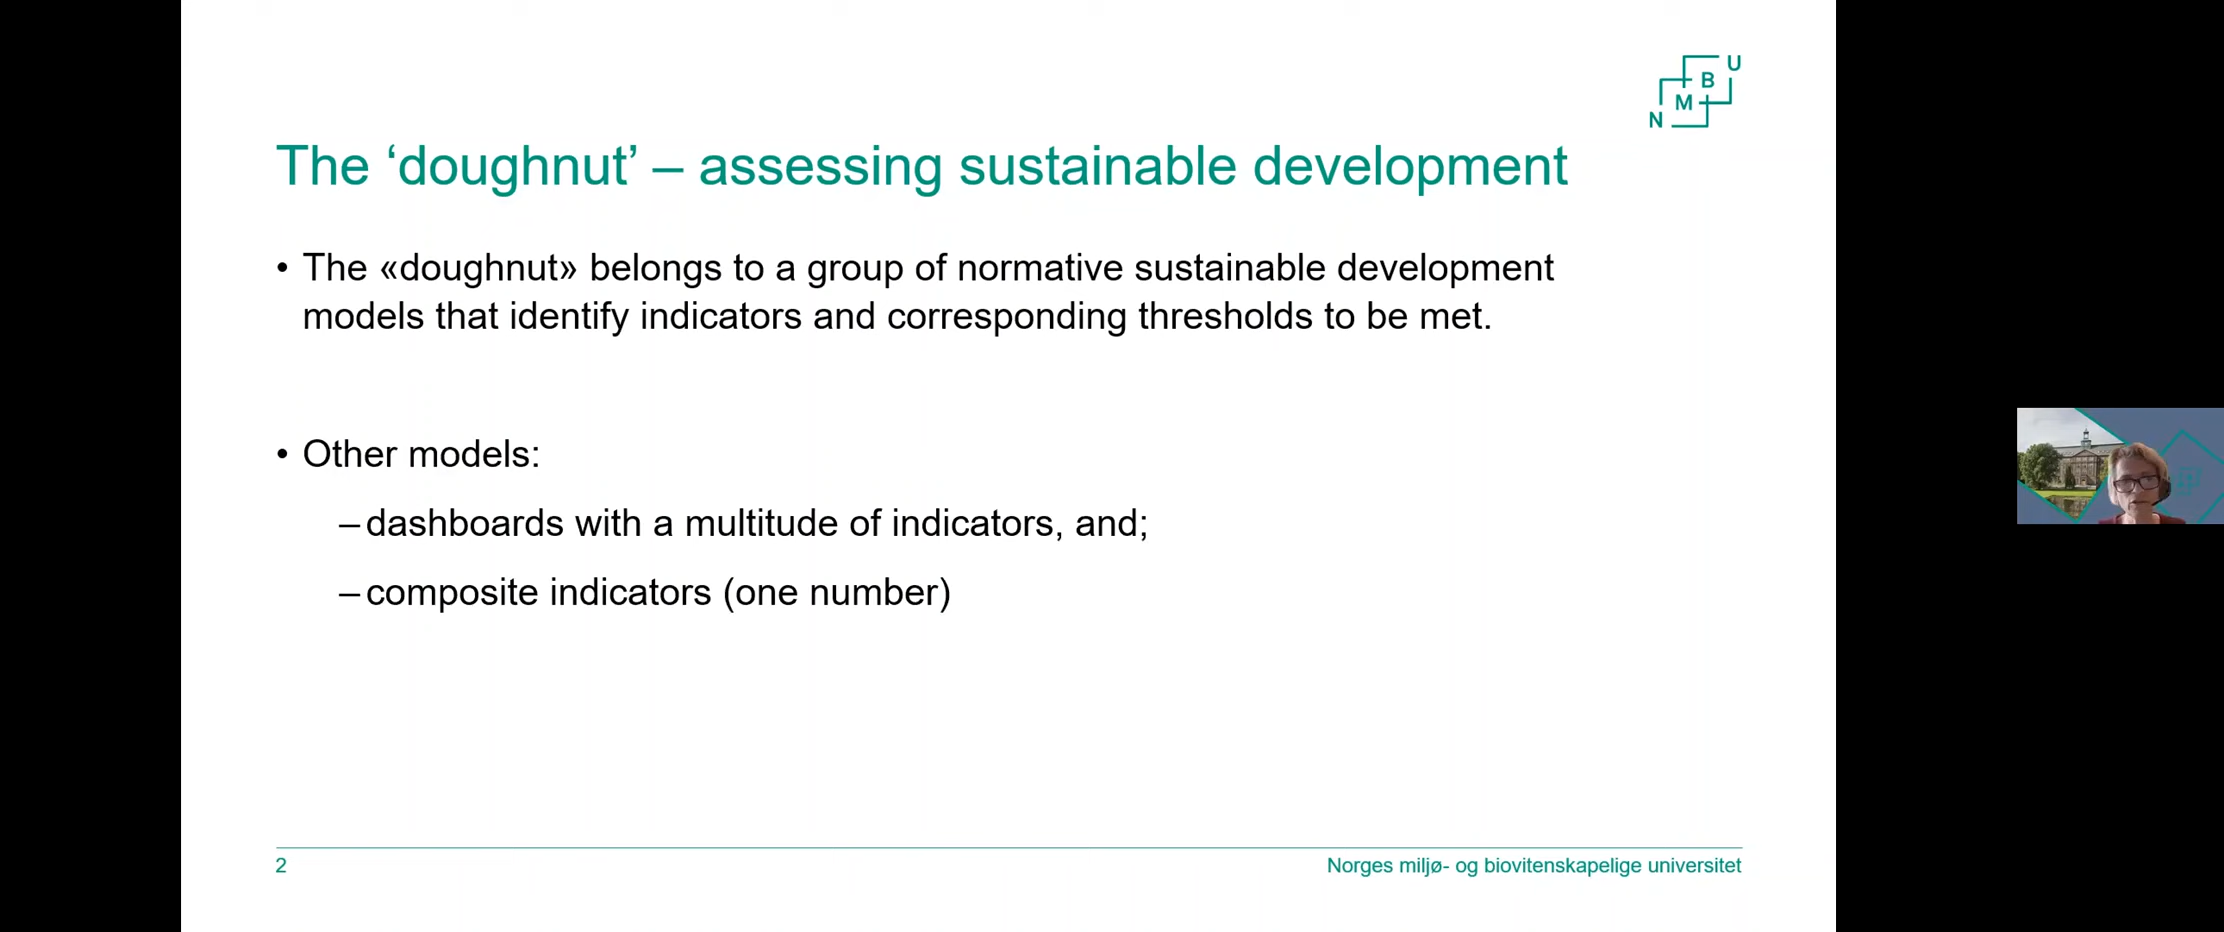 N M B U
The ‘doughnut’ – assessing sustainable development
• The «doughnut» belongs to a group of normative sustainable development
models that identify indicators and corresponding thresholds to be met.
• Other models:
– dashboards with a multitude of indicators, and;
– composite indicators (one number)
2
Norges miljø- og biovitenskapelige universitet